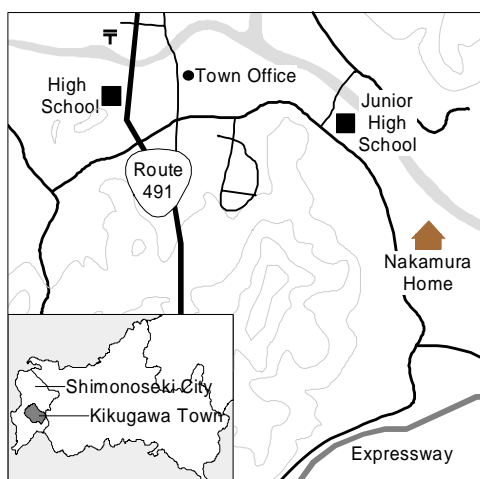 〒
High
School
Town Office
Junior
High
School
Route
491
Nakamura
Home
Shimonoseki City
Kikugawa Town
Expressway